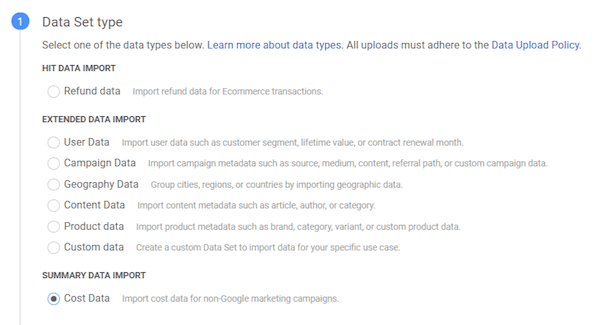 1 Data Set type
Select one of the data types below. Learn more about data types. All uploads must adhere to the Data Upload Policy.
HIT DATA IMPORT
Refund data Import refund data for Ecommerce transactions.
EXTENDED DATA IMPORT
User Data Import user data such as customer segment, lifetime value, or contract renewal month.
Campaign Data Import campaign metadata such as source, medium, content, referral path, or custom campaign data.
Geography Data Group cities, regions, or countries by importing geographic data.
Content Data Import content metadata such as article, author, or category.
Product data Import product metadata such as brand, category, variant, or custom product data.
Custom data Create a custom Data Set to import data for your specific use case.
SUMMARY DATA IMPORT
Cost Data Import cost data for non-Google marketing campaigns.